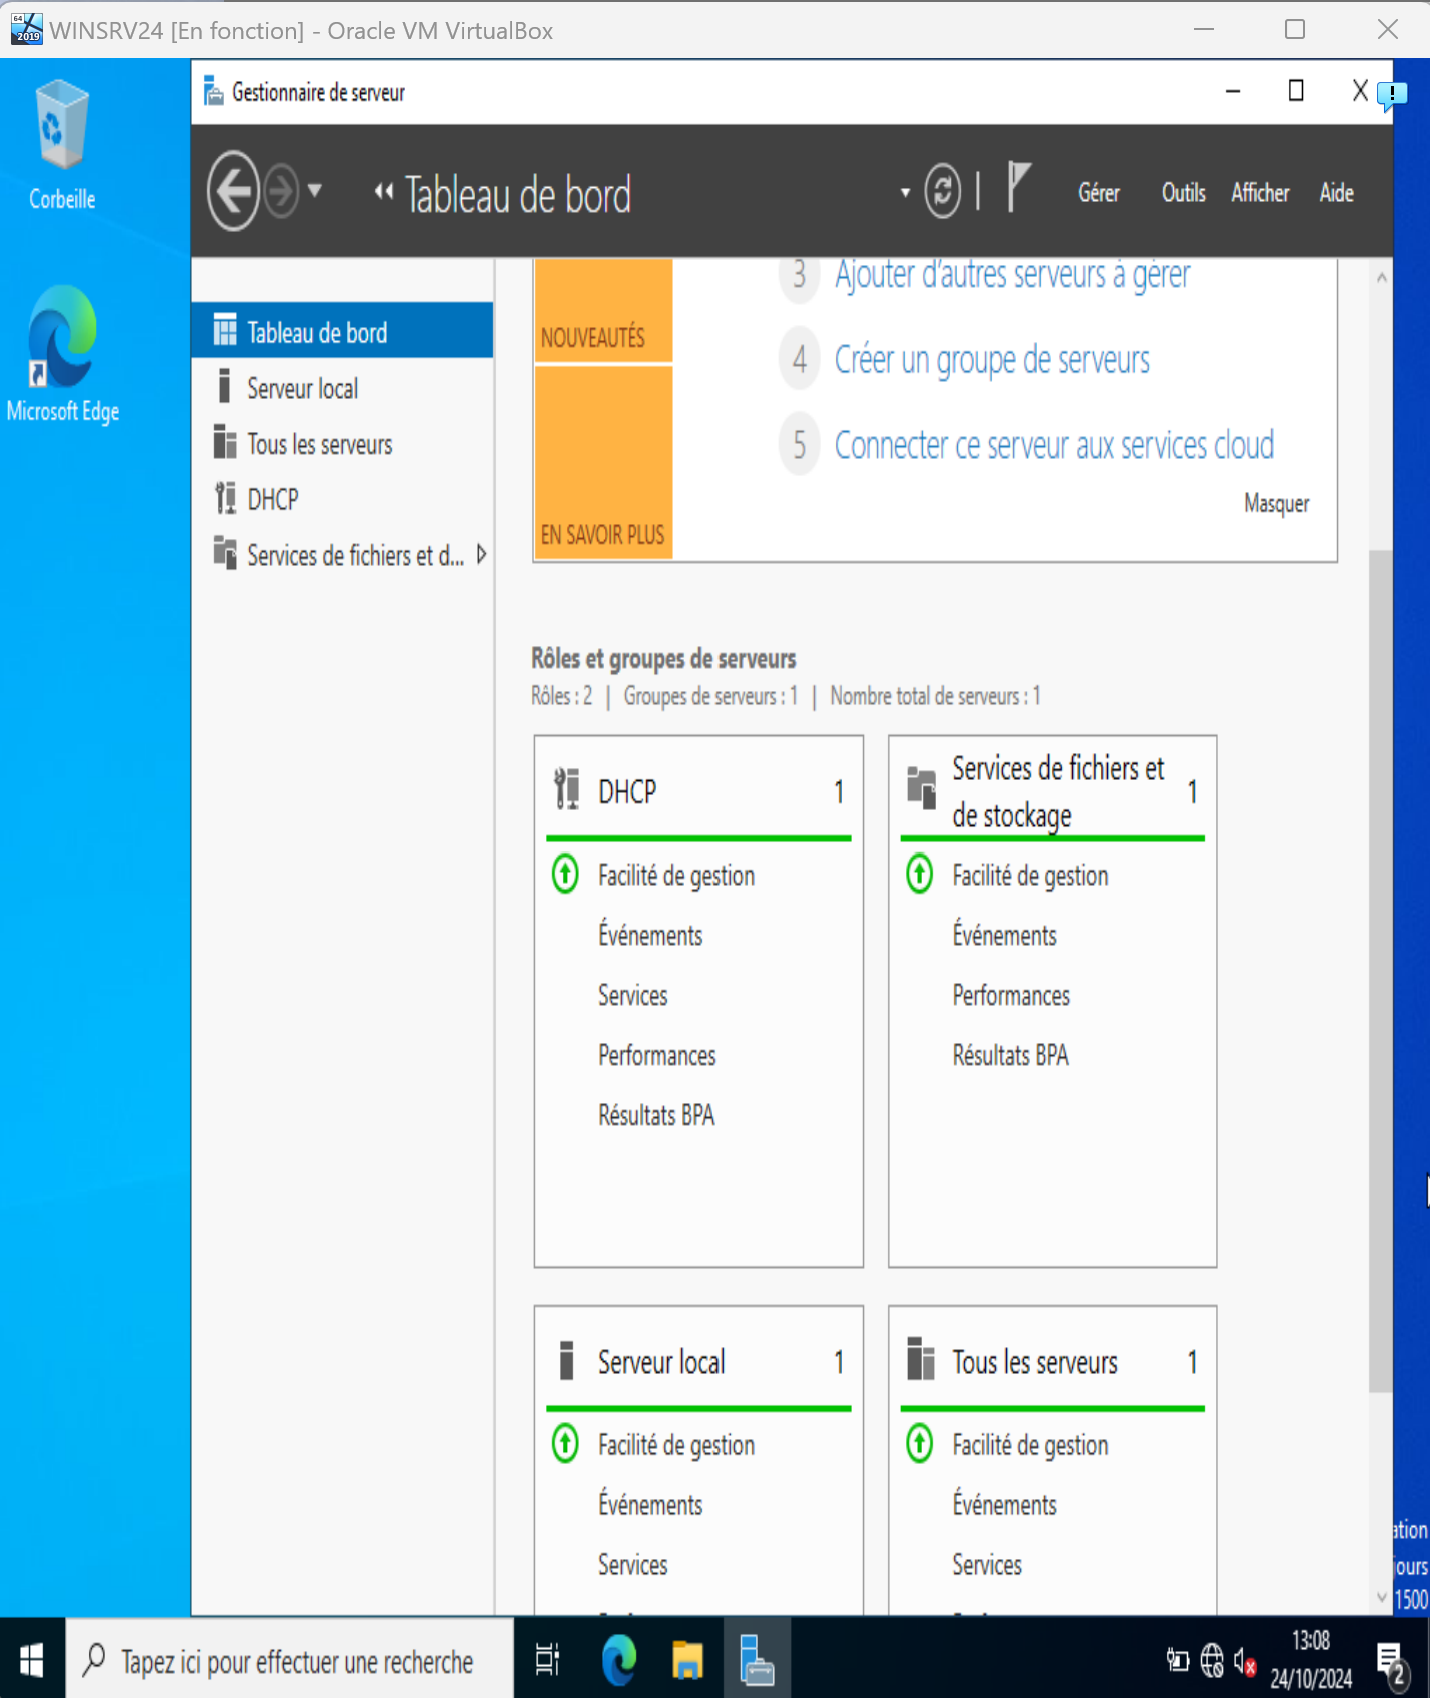 WINSRV24 [En fonction] - Oracle VM VirtualBox
64
2019
Corbeille
Microsoft Edge
Gestionnaire de serveur
Tableau de bord
Gérer
Outils
Afficher
Aide
Tableau de bord
Serveur local
Tous les serveurs
DHCP
Services de fichiers et d...
NOUVEAUTÉS
EN SAVOIR PLUS
3 Ajouter d'autres serveurs à gérer
4 Créer un groupe de serveurs
5 Connecter ce serveur aux services cloud
Masquer
Rôles et groupes de serveurs
Rôles : 2 | Groupes de serveurs : 1 | Nombre total de serveurs : 1
DHCP 1
Facilité de gestion
Événements
Services
Performances
Résultats BPA
Services de fichiers et
de stockage 1
Facilité de gestion
Événements
Performances
Résultats BPA
Serveur local 1
Facilité de gestion
Événements
Services
Tous les serveurs 1
Facilité de gestion
Événements
Services
ation
jours
1500
Tapez ici pour effectuer une recherche
13:08
24/10/2024
2